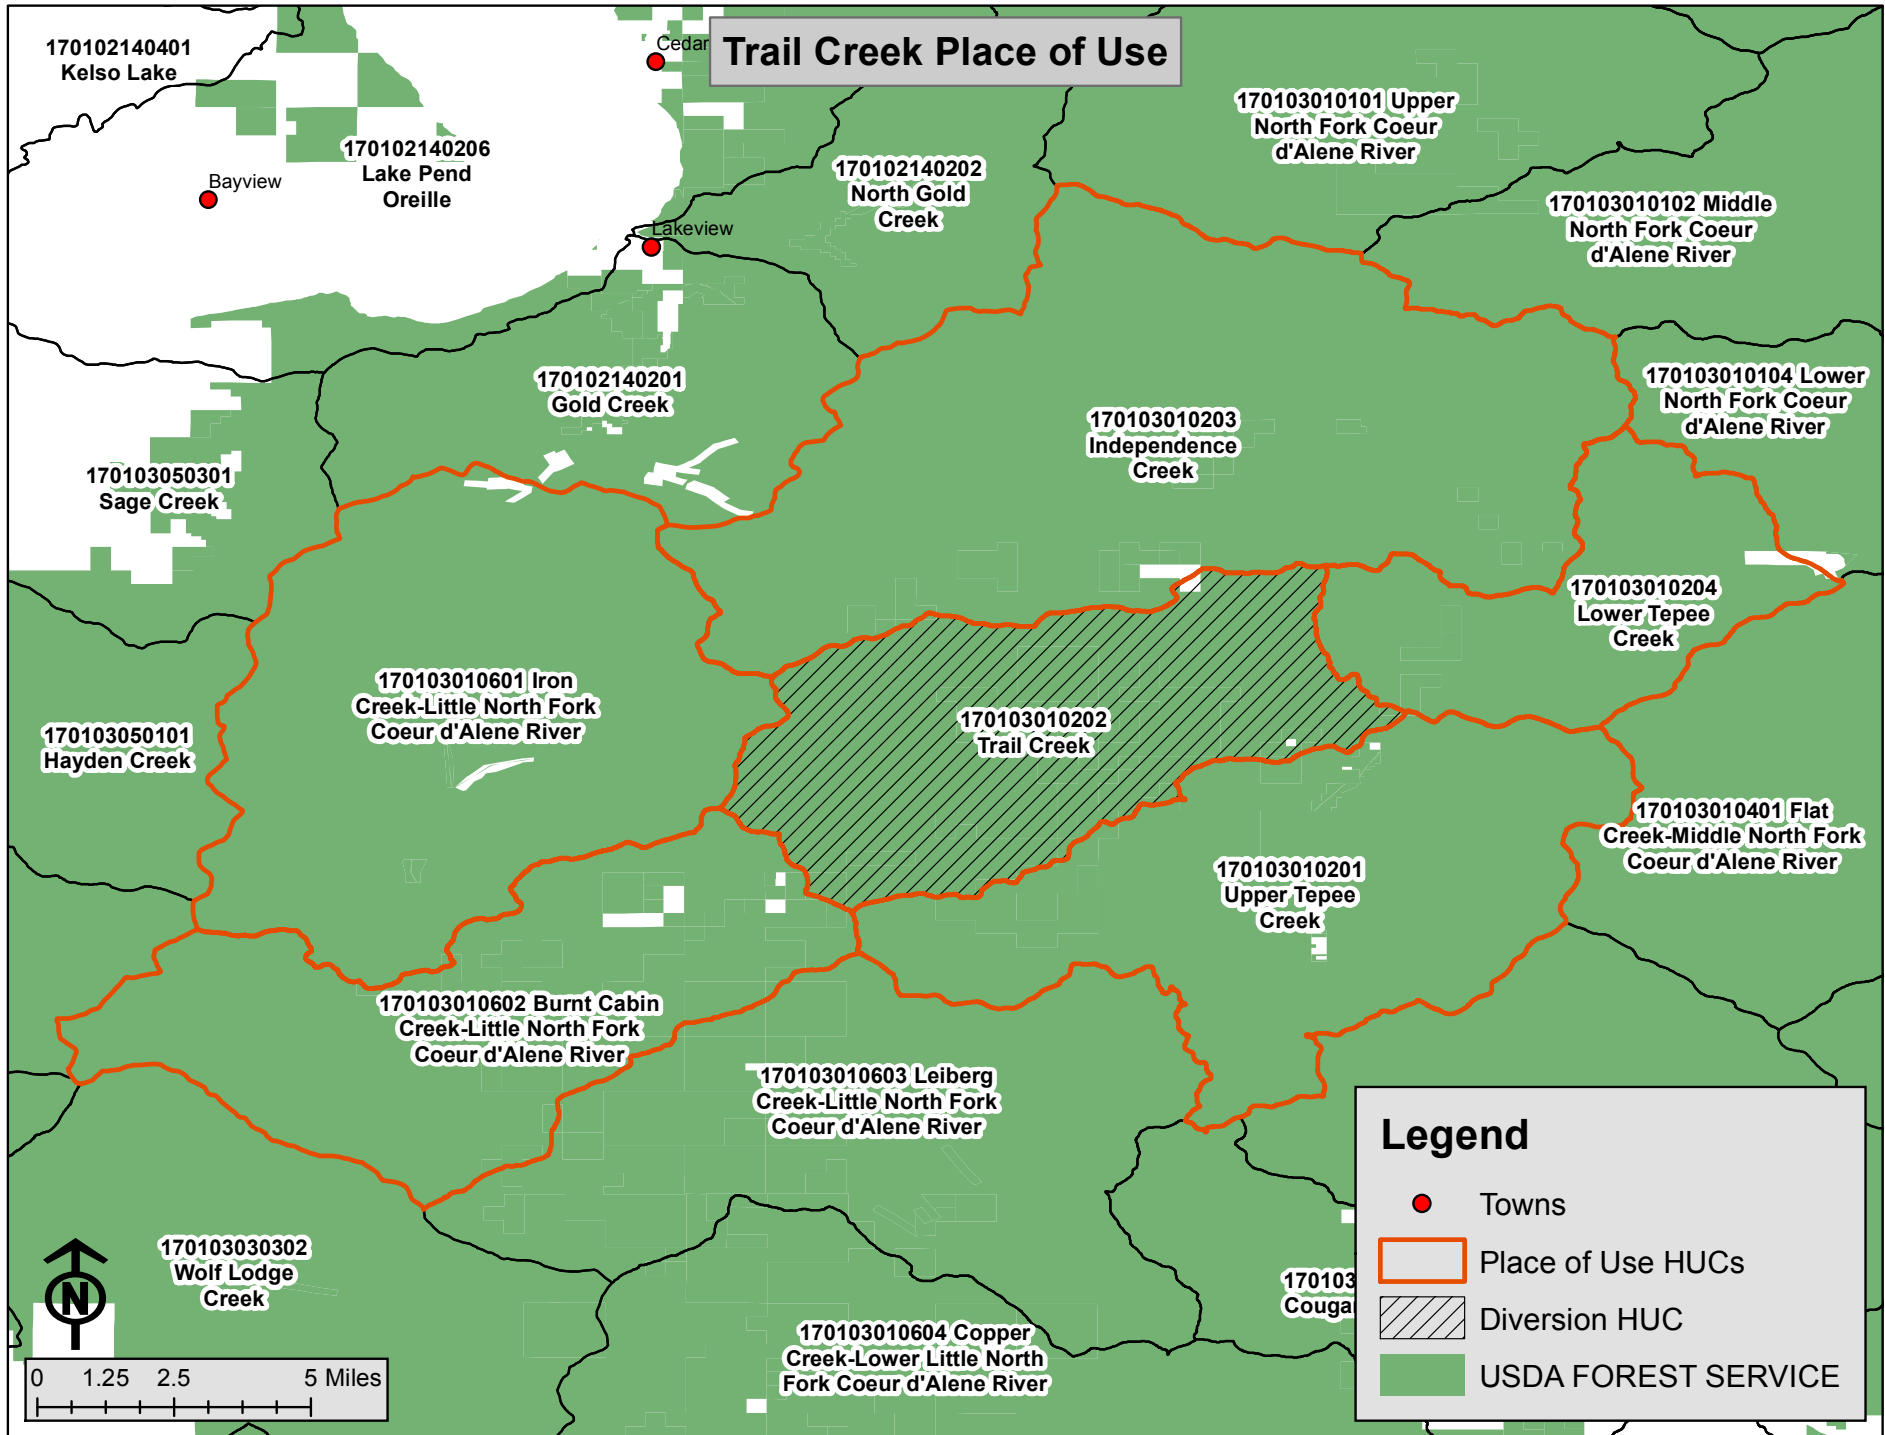 Trail Creek Place of Use
170102140401
Kelso Lake
Cedar
170102140206
Lake Pend
Oreille
Bayview
Lakeview
170102140202
North Gold
Creek
170103010101 Upper
North Fork Coeur
d'Alene River
170103010102 Middle
North Fork Coeur
d'Alene River
170102140201
Gold Creek
170103010104 Lower
North Fork Coeur
d'Alene River
170103010203
Independence
Creek
170103050301
Sage Creek
170103010204
Lower Tepee
Creek
170103010601 Iron
Creek-Little North Fork
Coeur d'Alene River
170103050101
Hayden Creek
170103010202
Trail Creek
170103010401 Flat
Creek-Middle North Fork
Coeur d'Alene River
170103010201
Upper Tepee
Creek
170103010602 Burnt Cabin
Creek-Little North Fork
Coeur d'Alene River
170103010603 Leiberg
Creek-Little North Fork
Coeur d'Alene River
170103030302
Wolf Lodge
Creek
170103
Couga
170103010604 Copper
Creek-Lower Little North
Fork Coeur d'Alene River
Legend
Towns
Place of Use HUCs
Diversion HUC
USDA FOREST SERVICE
N
0 1.25 2.5 5 Miles